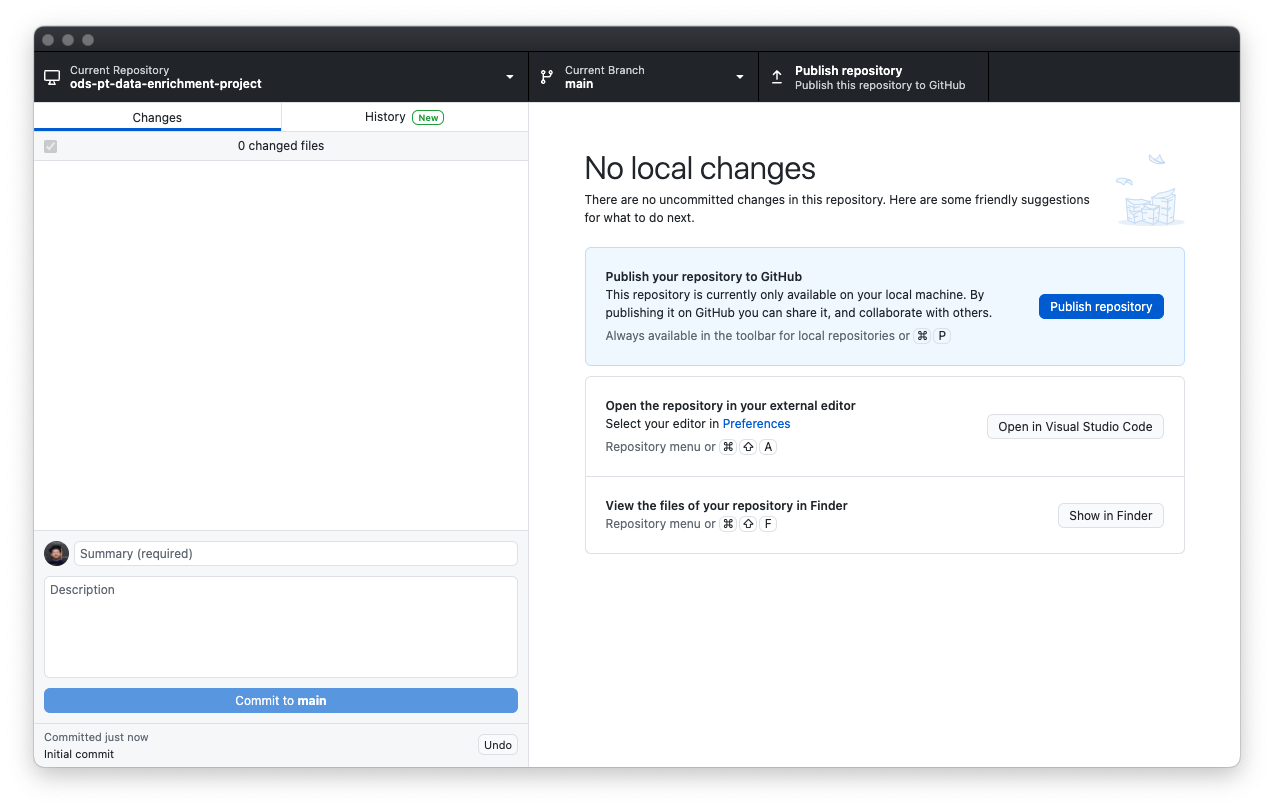 Current Repository
ods-pt-data-enrichment-project
Current Branch
main
Publish repository
Publish this repository to GitHub
Changes
History New
0 changed files
No local changes
There are no uncommitted changes in this repository. Here are some friendly suggestions
for what to do next.
Publish your repository to GitHub
This repository is currently only available on your local machine. By
publishing it on GitHub you can share it, and collaborate with others.
Publish repository
Always available in the toolbar for local repositories or ⌘ P
Open the repository in your external editor
Select your editor in Preferences
Repository menu or ⌘ ⇧ A
Open in Visual Studio Code
View the files of your repository in Finder
Repository menu or ⌘ ⇧ F
Show in Finder
Summary (required)
Description
Commit to main
Committed just now
Initial commit
Undo